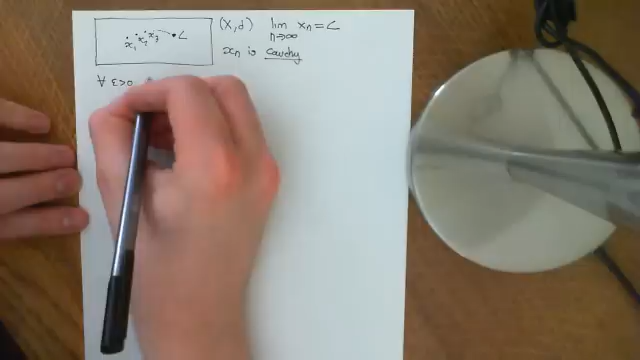 x₁ x₂ x₃ L
(X,d) lim n→∞ xₙ = L
xₙ is Cauchy
∀ ε>0